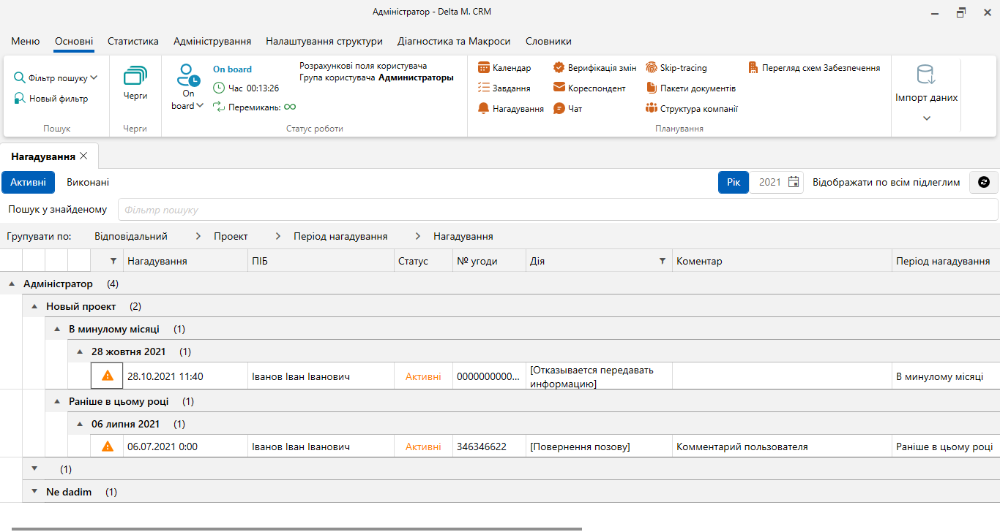 Адміністратор - Delta M. CRM
Меню Основні Статистика Адміністрування Налаштування структури Діагностика та Макроси Словники
Фільтр пошуку
Новый фильтр
Пошук
Черги
Черги
On board
On board
Час 00:13:26
Перемикань:
Розрахункові поля користувача
Група користувача Администраторы
Статус роботи
Календар
Завдання
Нагадування
Верифікація змін
Кореспондент
Чат
Skip-tracing
Пакети документів
Структура компанії
Перегляд схем Забезпечення
Планування
Імпорт даних
Нагадування
Активні Виконані Рік 2021 Відображати по всім підлеглим
Пошук у знайденому Фільтр пошуку
Групувати по: Відповідальний > Проект > Період нагадування > Нагадування
Нагадування ПІБ Статус № угоди Дія Коментар Період нагадування
Адміністратор (4)
Новый проект (2)
В минулому місяці (1)
28 жовтня 2021 (1)
28.10.2021 11:40 Іванов Іван Іванович Активні 0000000000... [Отказывается передавать информацию] В минулому місяці
Раніше в цьому році (1)
06 липня 2021 (1)
06.07.2021 0:00 Іванов Іван Іванович Активні 346346622 [Повернення позову] Комментарий пользователя Раніше в цьому році
(1)
Ne dadim (1)